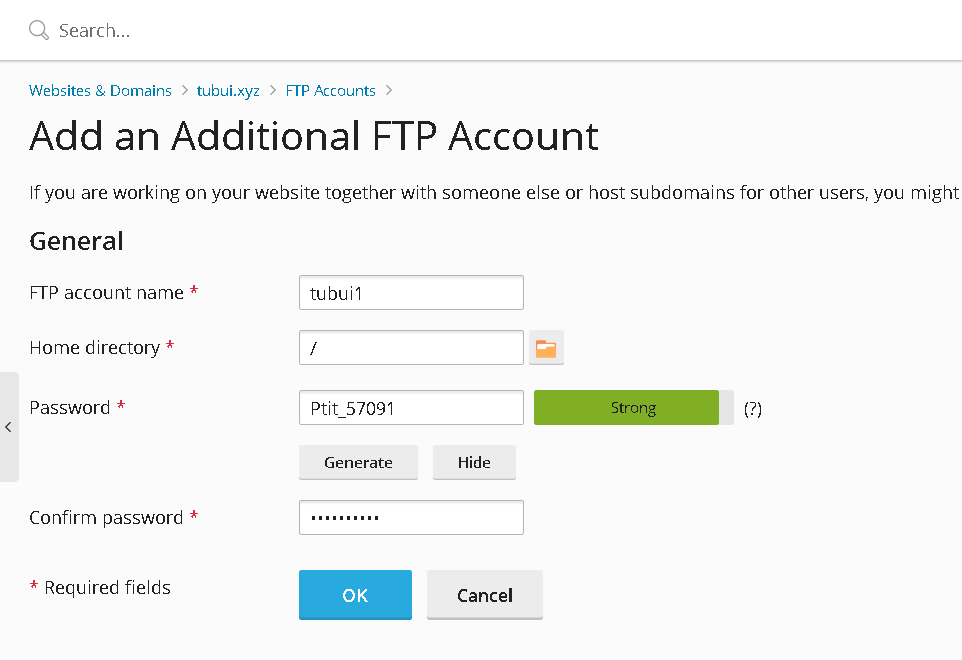 Search...
Websites & Domains > tubui.xyz > FTP Accounts >
Add an Additional FTP Account
If you are working on your website together with someone else or host subdomains for other users, you might
General
FTP account name * tubui1
Home directory * /
Password * Ptit_57091 Strong (?)
Generate Hide
Confirm password * ••••••••••
* Required fields OK Cancel